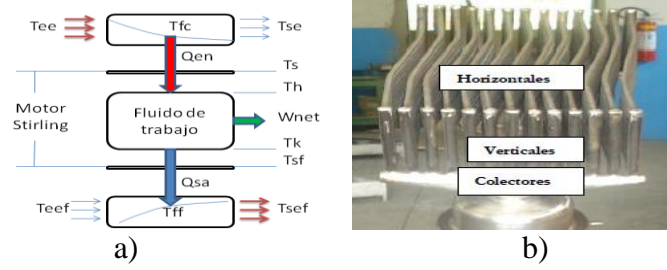 Tee
Tfc
Tse
Qen
Ts
Th
Motor
Stirling
Fluido de
trabajo
Wnet
Tk
Tsf
Qsa
Teef
Tff
Tsef
a)
Horizontales
Verticales
Colectores
b)